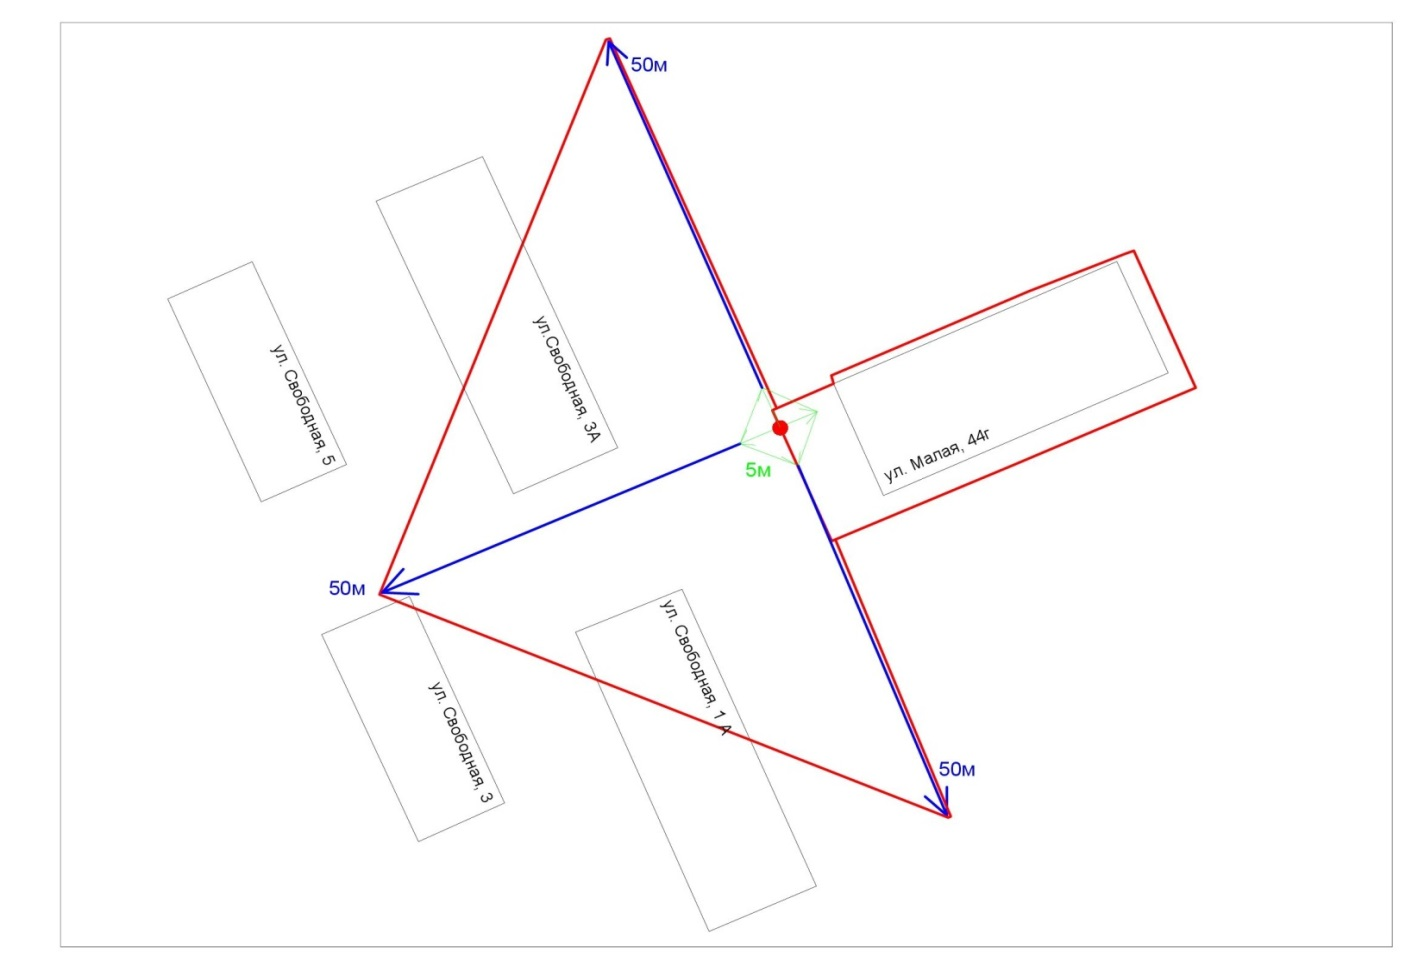 50м
ул.Свободная, 3А
ул. Свободная, 5
ул. Малая, 44г
5м
50м
ул. Свободная, 1 А
ул. Свободная, 3
50м